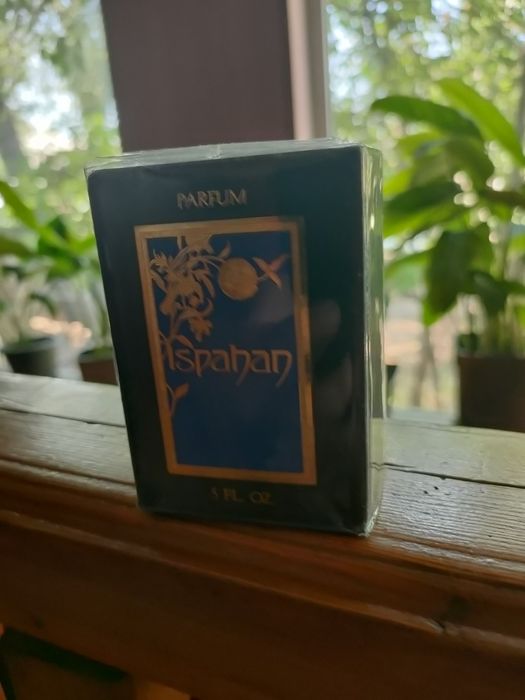 PARFUM
Ispahan
.5 FL. OZ.